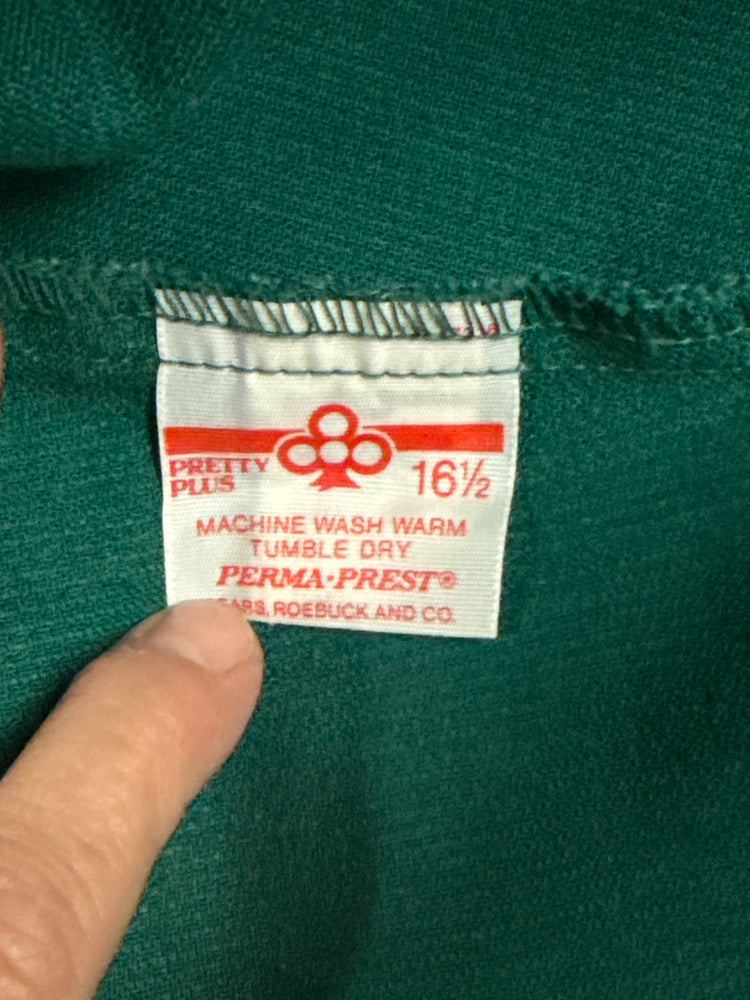 PRETTY
PLUS
16½
MACHINE WASH WARM
TUMBLE DRY
PERMA·PREST®
ROEBUCK AND CO.